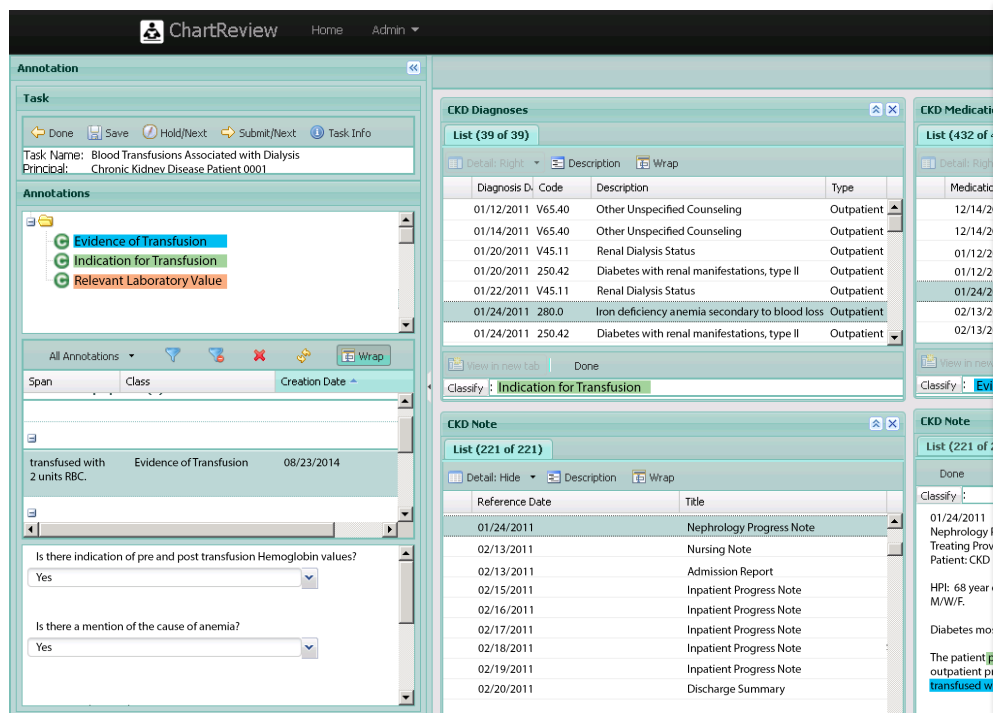 ChartReview Home Admin
Annotation
Task
Done Save Hold/Next Submit/Next Task Info
Task Name: Blood Transfusions Associated with Dialysis
Principal: Chronic Kidney Disease Patient 0001
Annotations
Evidence of Transfusion
Indication for Transfusion
Relevant Laboratory Value
All Annotations Wrap
Span Class Creation Date
transfused with Evidence of Transfusion 08/23/2014
2 units RBC.
Is there indication of pre and post transfusion Hemoglobin values?
Yes
Is there a mention of the cause of anemia?
Yes
CKD Diagnoses
List (39 of 39)
Detail: Right Description Wrap
Diagnosis D. Code Description Type
01/12/2011 V65.40 Other Unspecified Counseling Outpatient
01/14/2011 V65.40 Other Unspecified Counseling Outpatient
01/20/2011 V45.11 Renal Dialysis Status Outpatient
01/20/2011 250.42 Diabetes with renal manifestations, type II Outpatient
01/22/2011 V45.11 Renal Dialysis Status Outpatient
01/24/2011 280.0 Iron deficiency anemia secondary to blood loss Outpatient
01/24/2011 250.42 Diabetes with renal manifestations, type II Outpatient
View in new tab Done
Classify : Indication for Transfusion
CKD Note
List (221 of 221)
Detail: Hide Description Wrap
Reference Date Title
01/24/2011 Nephrology Progress Note
02/13/2011 Nursing Note
02/13/2011 Admission Report
02/15/2011 Inpatient Progress Note
02/16/2011 Inpatient Progress Note
02/17/2011 Inpatient Progress Note
02/18/2011 Inpatient Progress Note
02/19/2011 Inpatient Progress Note
02/20/2011 Discharge Summary
CKD Medicati
List (432 of
Detail: Righ
Medicatio
12/14/2
12/14/2
01/12/2
01/12/2
01/24/2
02/13/2
02/13/2
View in new
Classify : Evi
CKD Note
List (221 of 2
Done
Classify :
01/24/2011
Nephrology
Treating Prov
Patient: CKD
HPI: 68 year
M/W/F.
Diabetes mos
The patient p
outpatient pr
transfused w